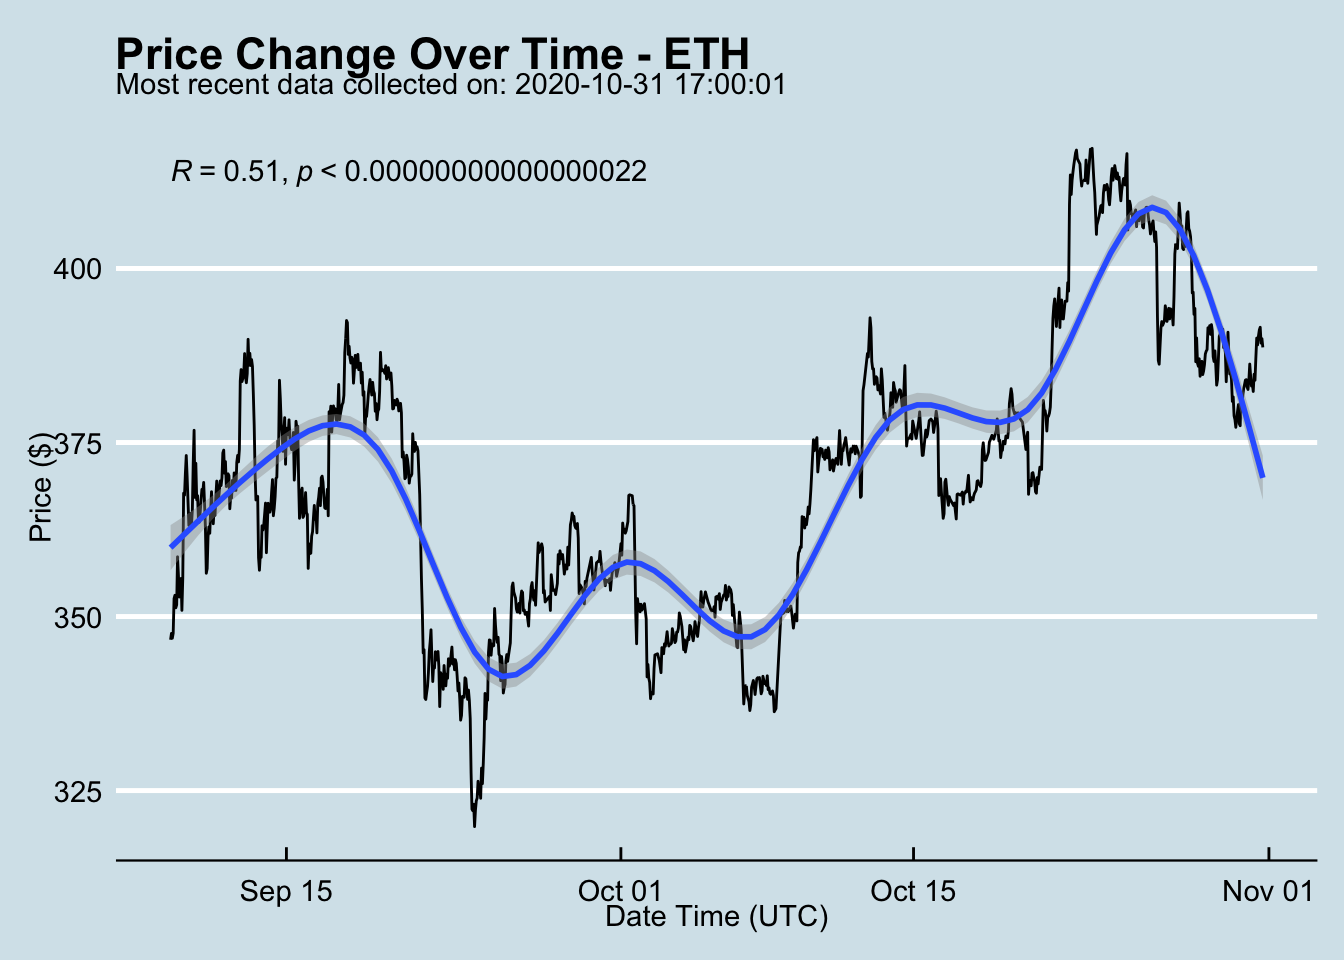 Price Change Over Time - ETH
Most recent data collected on: 2020-10-31 17:00:01
R = 0.51, p < 0.00000000000000022
400
375
350
325
Price ($)
Sep 15
Oct 01
Oct 15
Nov 01
Date Time (UTC)